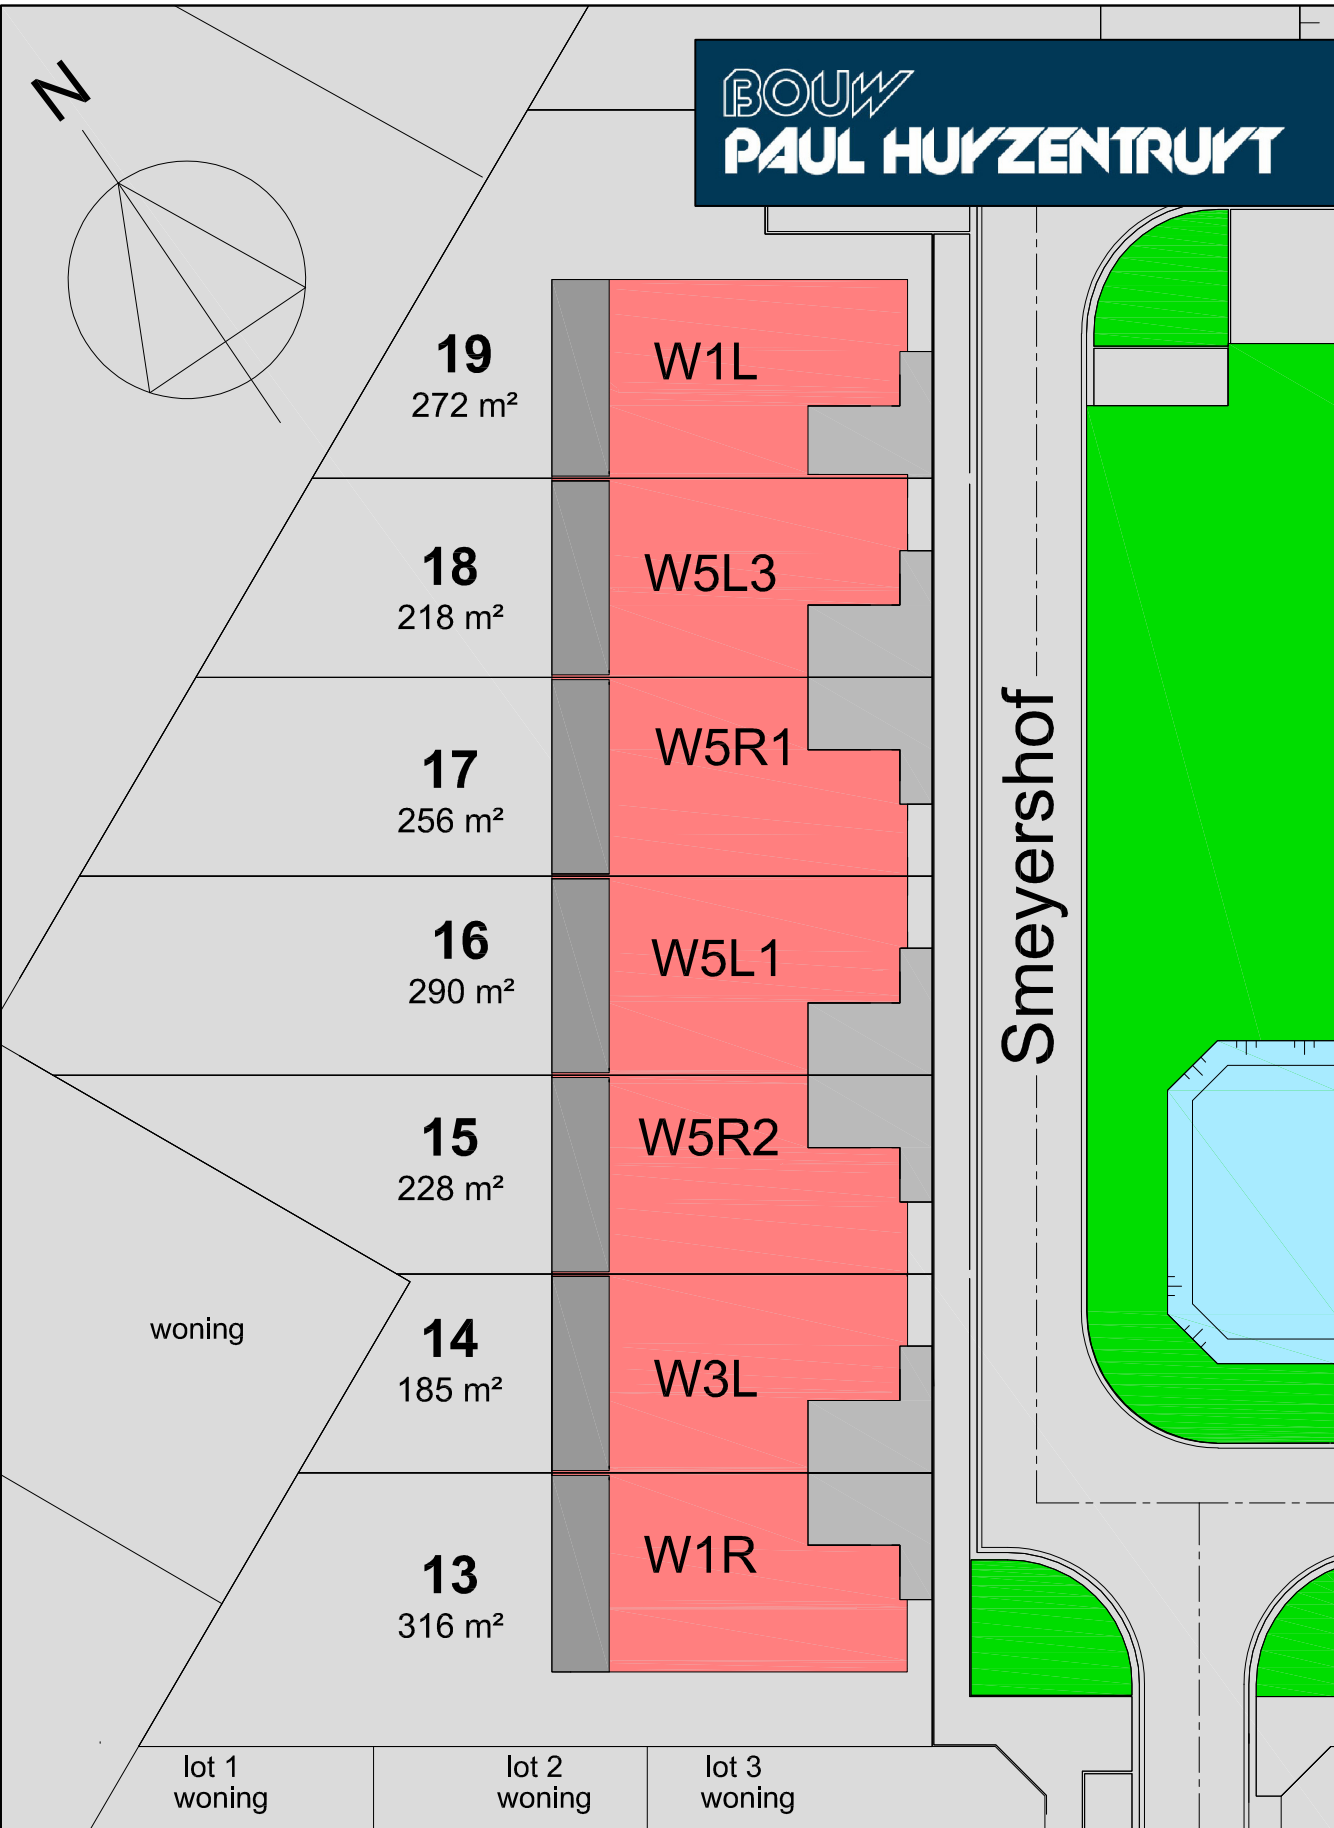 N
BOUW
PAUL HUYZENTRUYT
19
272 m²
W1L
18
218 m²
W5L3
17
256 m²
W5R1
Smeyershof
16
290 m²
W5L1
15
228 m²
W5R2
woning
14
185 m²
W3L
13
316 m²
W1R
lot 1
woning
lot 2
woning
lot 3
woning